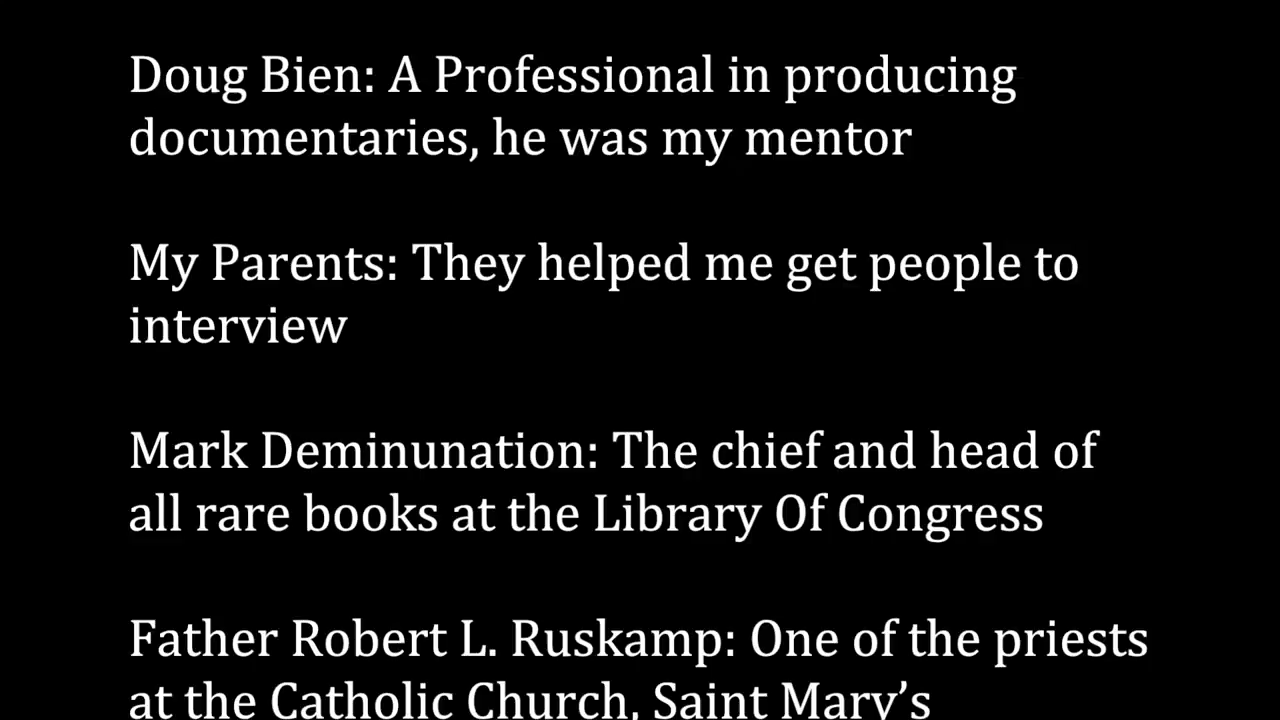 Doug Bien: A Professional in producing
documentaries, he was my mentor
My Parents: They helped me get people to
interview
Mark Deminunation: The chief and head of
all rare books at the Library Of Congress
Father Robert L. Ruskamp: One of the priests
at the Catholic Church, Saint Mary’s